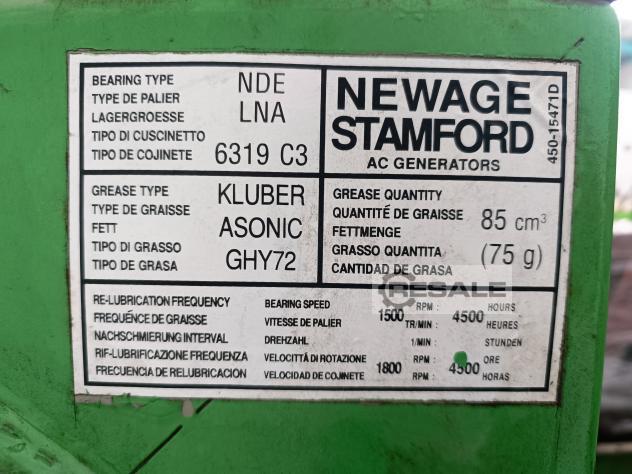 BEARING TYPE NDE
TYPE DE PALIER
LAGERGROESSE LNA
TIPO DI CUSCINETTO
TIPO DE COJINETE 6319 C3
NEWAGE
STAMFORD
AC GENERATORS
450-15471D
GREASE TYPE KLUBER
TYPE DE GRAISSE
FETT ASONIC
TIPO DI GRASSO
TIPO DE GRASA GHY72
GREASE QUANTITY
QUANTITÉ DE GRAISSE 85 cm³
FETTMENGE
GRASSO QUANTITA (75 g)
CANTIDAD DE GRASA
RESALE
RE-LUBRICATION FREQUENCY BEARING SPEED RPM : HOURS
FREQUÉNCE DE GRAISSE VITESSE DE PALIER 1500 TR/MIN : 4500 HEURES
NACHSCHMIERUNG INTERVAL DREHZAHL 1/MIN : STUNDEN
RIF-LUBRIFICAZIONE FREQUENZA VELOCITTÁ DI ROTAZIONE RPM : ORE
FRECUENCIA DE RELUBRICACION VELOCIDAD DE COJINETE 1800 RPM : 4500 HORAS